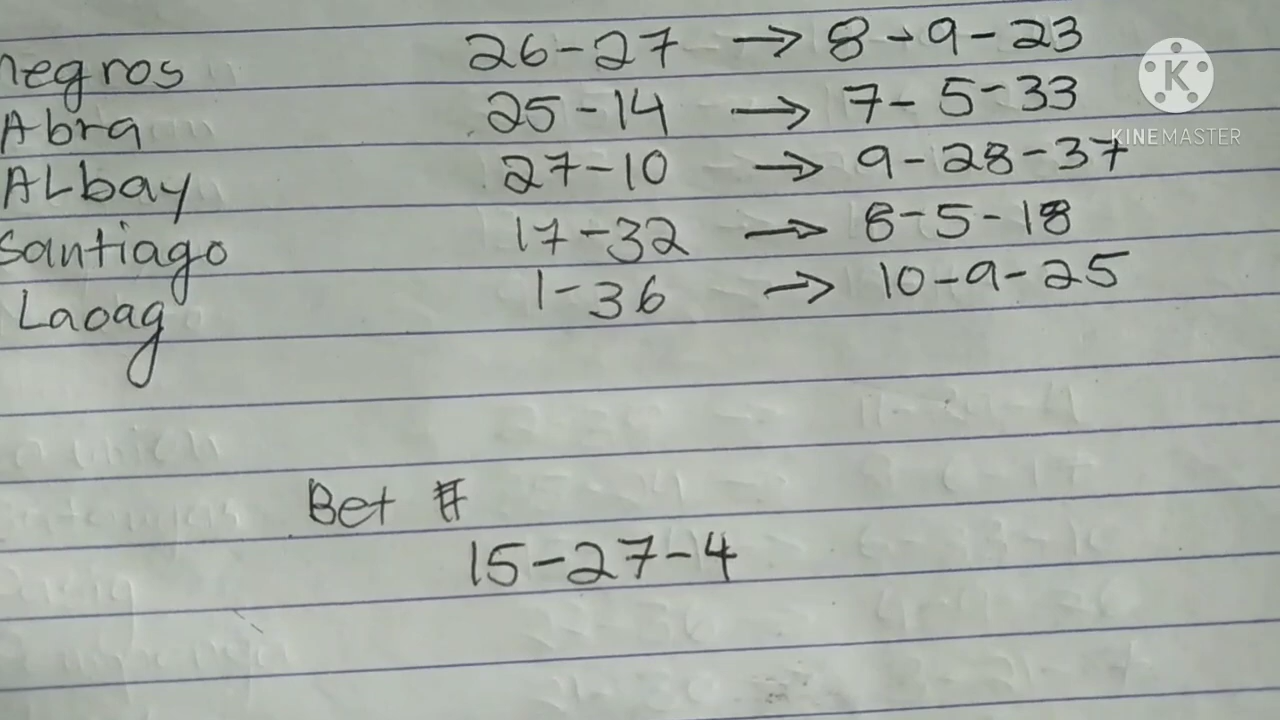 negros 26-27 → 8-9-23
Abra 25-14 → 7-5-33
ALbay 27-10 → 9-28-37
Santiago 17-32 → 8-5-18
Laoag 1-36 → 10-9-25
Bet #
15-27-4
K
KINEMASTER